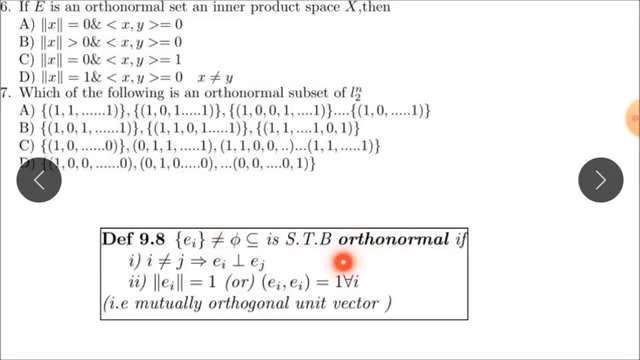 6. If E is an orthonormal set an inner product space X,then
A) ‖x‖ = 0& < x, y >= 0
B) ‖x‖ > 0& < x, y >= 0
C) ‖x‖ = 0& < x, y >= 1
D) ‖x‖ = 1& < x, y >= 0 x ≠ y
7. Which of the following is an orthonormal subset of l₂ⁿ
A) {(1, 1, ......1)}, {(1, 0, 1.....1)}, {(1, 0, 0, 1, ....1)}....{(1, 0, .....1)}
B) {(1, 0, 1, ......1)}, {(1, 1, 0, 1.....1)}, {(1, 1, ....1, 0, 1)}
C) {(1, 0, ......0)}, (0, 1, 1, .....1), (1, 1, 0, 0, ..)...(1, 1, .....1)}
D) {(1, 0, 0, ......0), (0, 1, 0.....0), ...(0, 0, ....0, 1)}
Def 9.8 {eᵢ} ≠ ϕ ⊆ is S.T.B orthonormal if
i) i ≠ j ⇒ eᵢ ⊥ eⱼ
ii) ‖eᵢ‖ = 1 (or) (eᵢ, eᵢ) = 1∀i
(i.e mutually orthogonal unit vector )